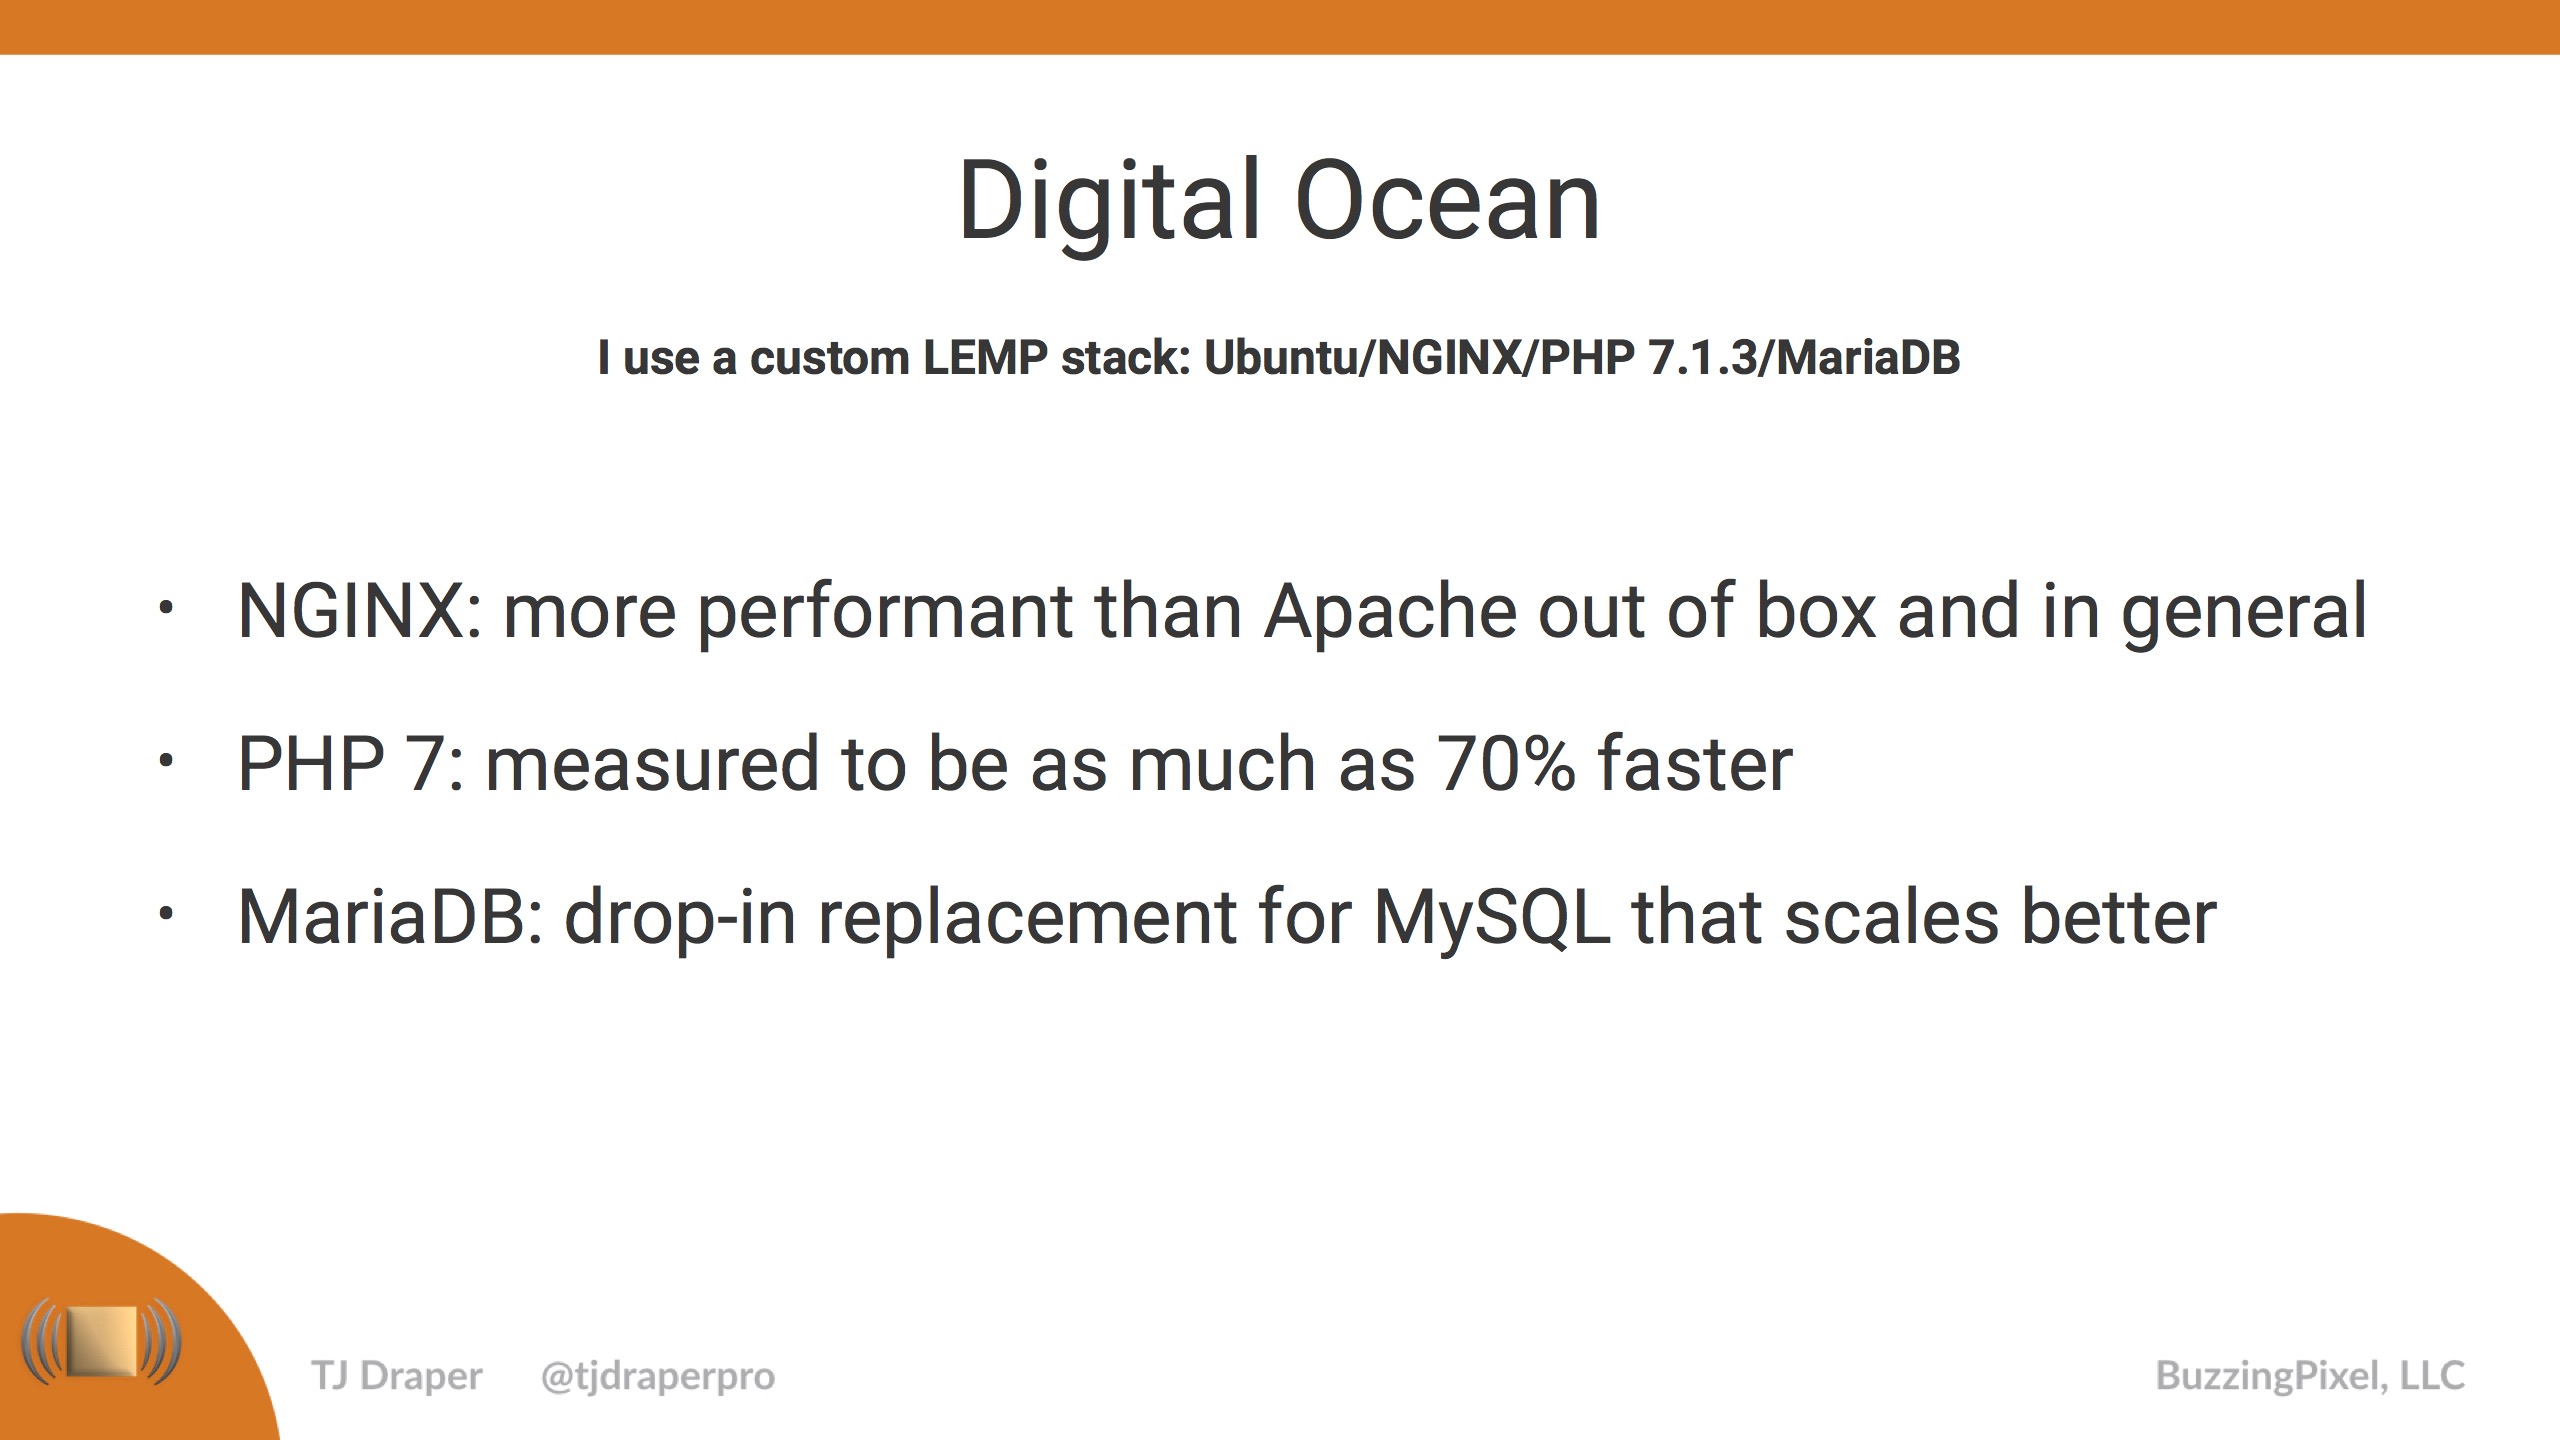 Digital Ocean
I use a custom LEMP stack: Ubuntu/NGINX/PHP 7.1.3/MariaDB
• NGINX: more performant than Apache out of box and in general
• PHP 7: measured to be as much as 70% faster
• MariaDB: drop-in replacement for MySQL that scales better
TJ Draper @tjdraperpro BuzzingPixel, LLC